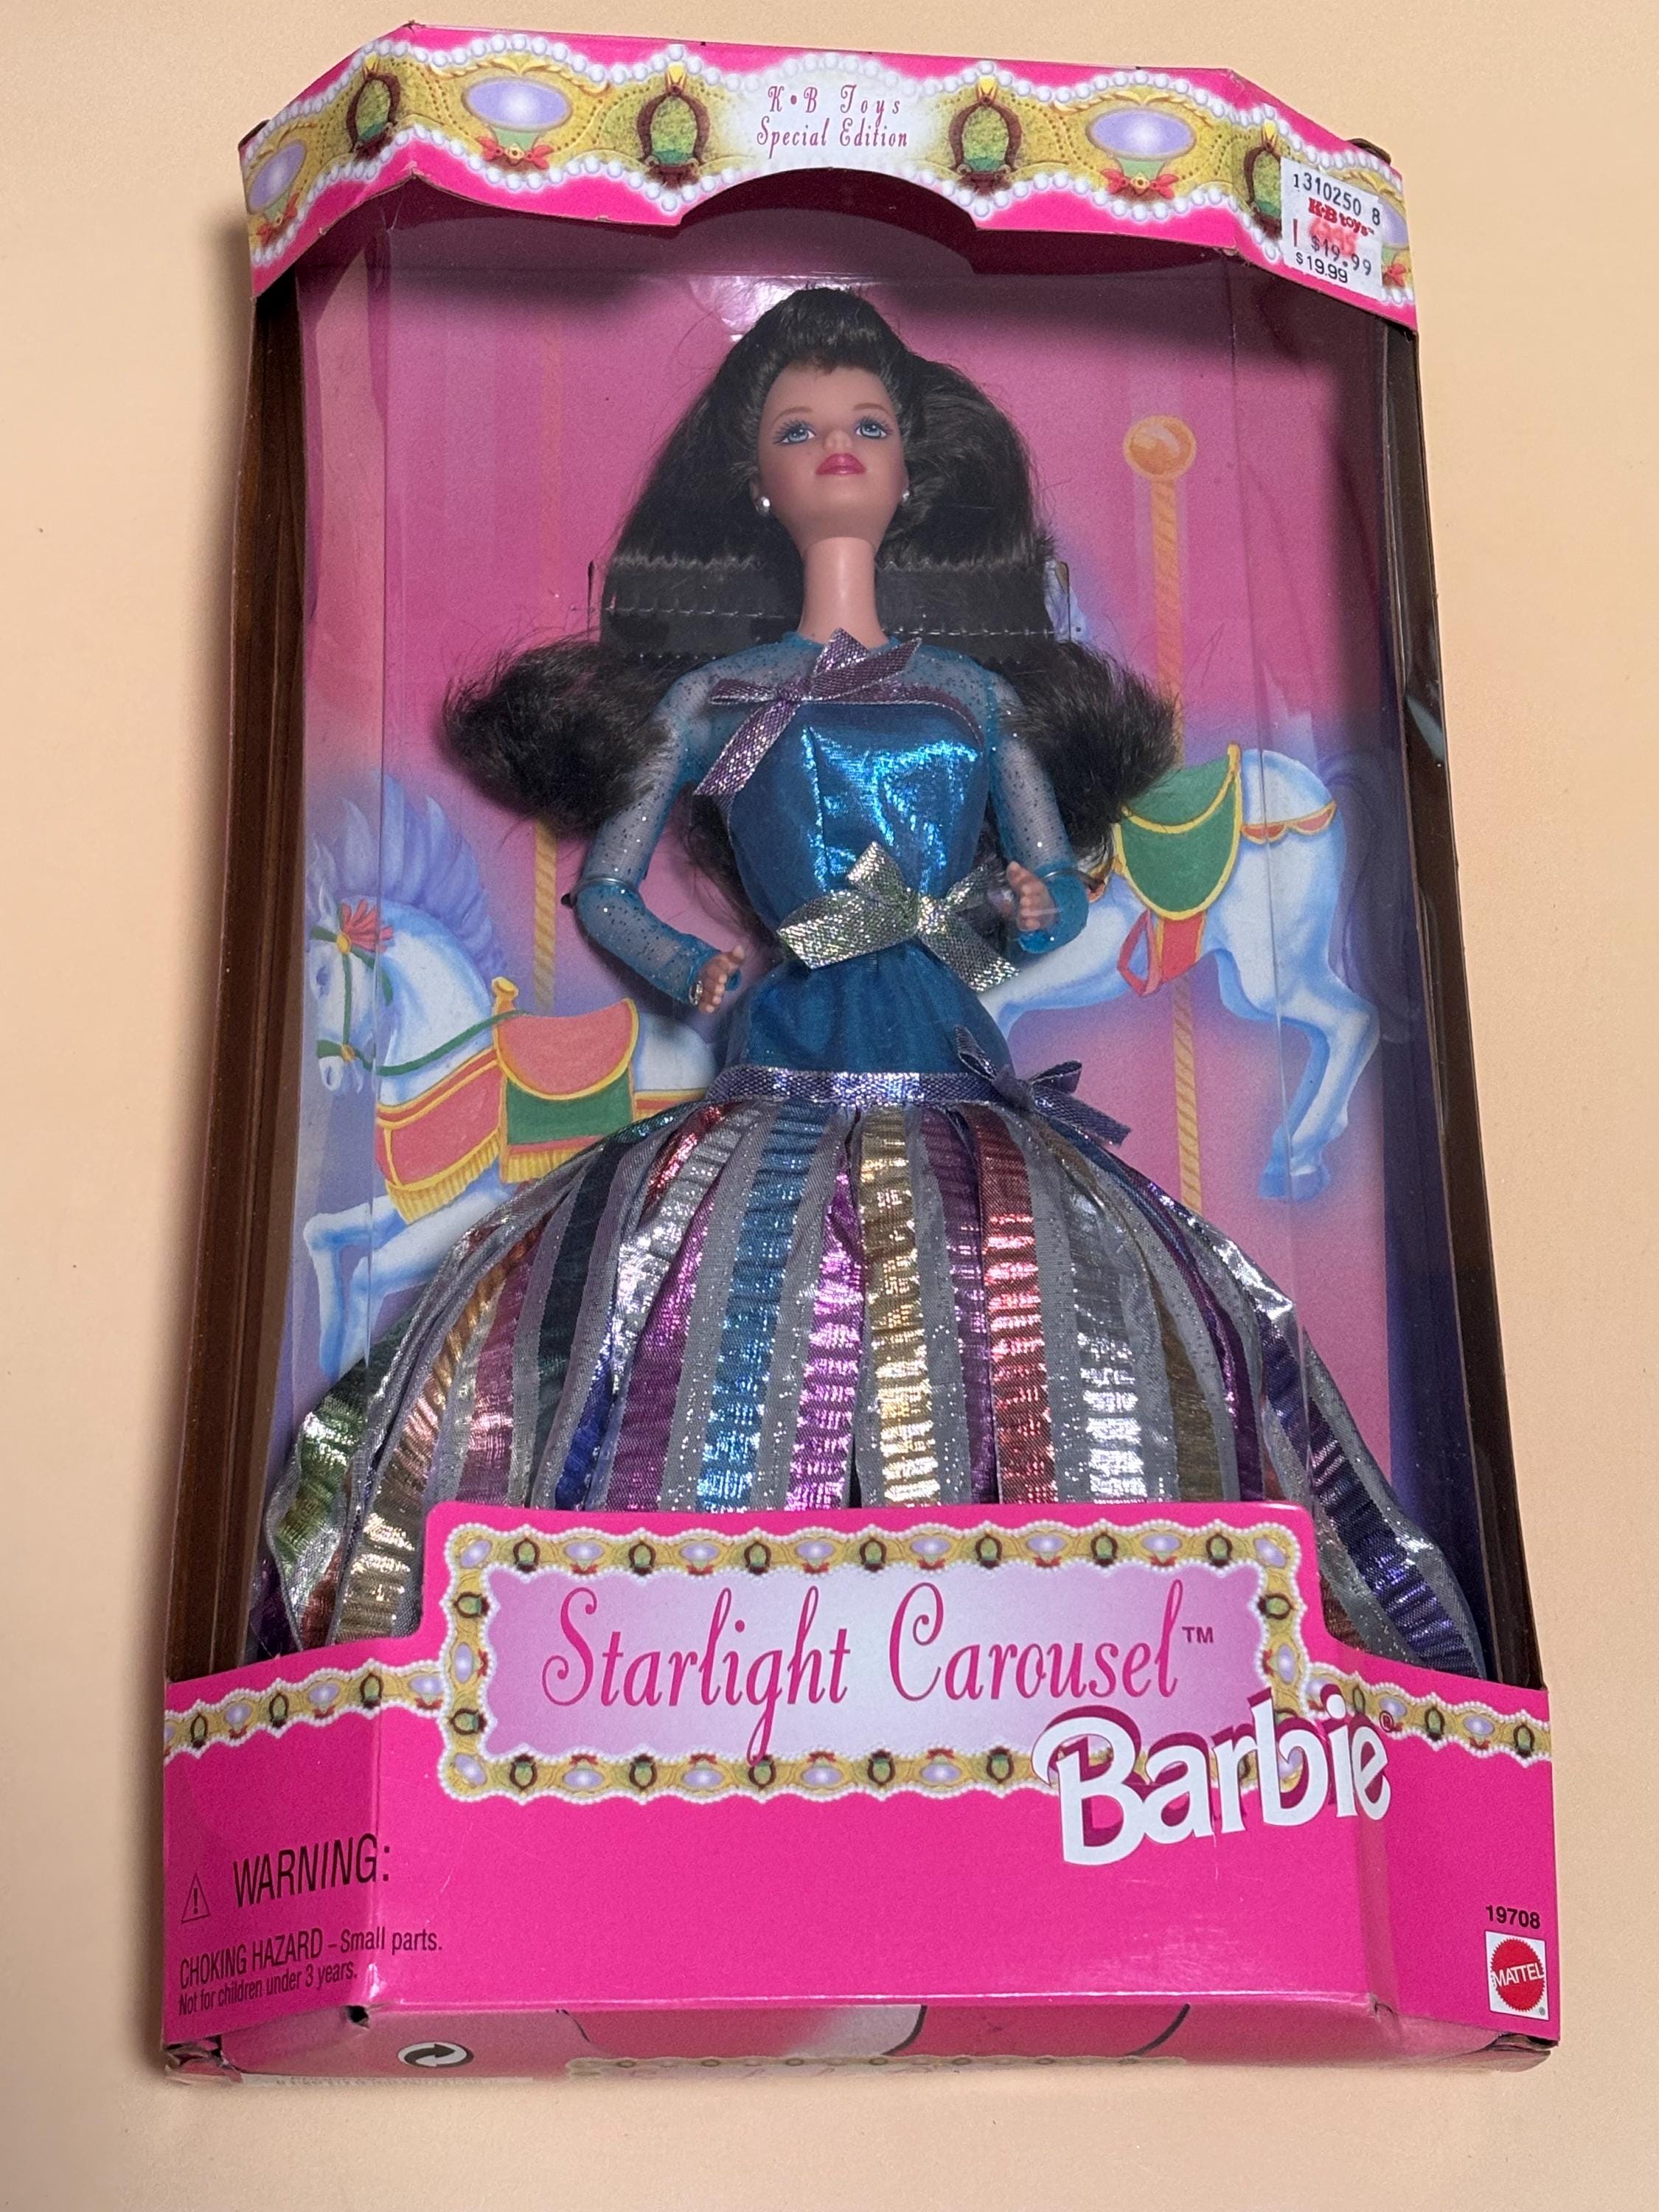 K•B Toys
Special Edition
1310250 8
K•B toys™
$19.99
$19.99
Starlight Carousel™
Barbie®
WARNING:
CHOKING HAZARD – Small parts.
Not for children under 3 years.
19708
MATTEL®